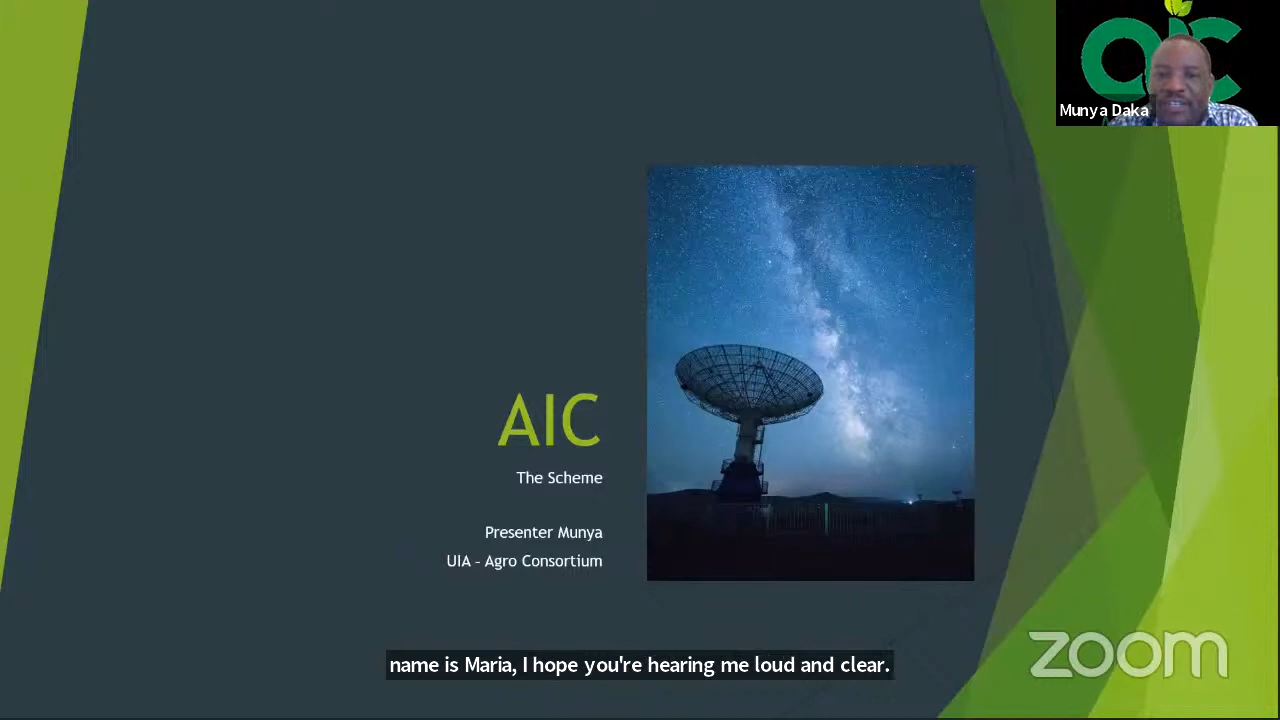 aic
Munya Daka
AIC
The Scheme
Presenter Munya
UIA - Agro Consortium
name is Maria, I hope you're hearing me loud and clear.
zoom